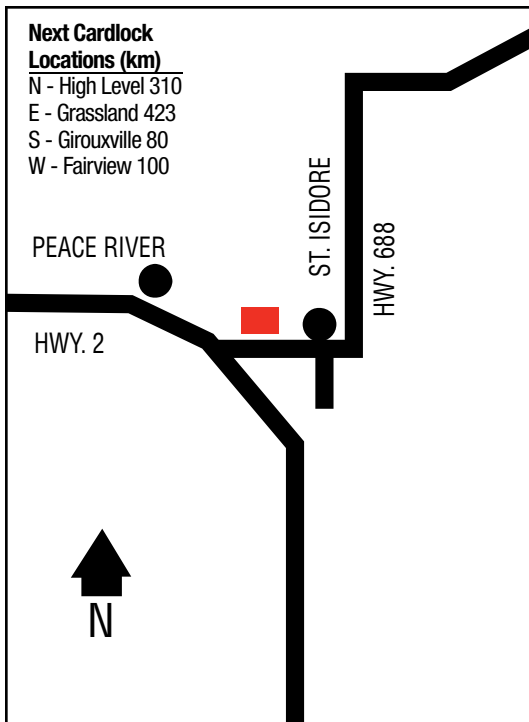 Next Cardlock
Locations (km)
N - High Level 310
E - Grassland 423
S - Girouxville 80
W - Fairview 100
PEACE RIVER
ST. ISIDORE
HWY. 688
HWY. 2
N